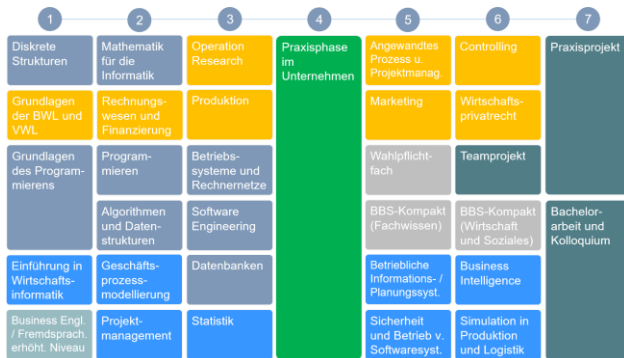 1
2
3
4
5
6
7
Diskrete
Strukturen
Mathematik
für die
Informatik
Operation
Research
Praxisphase
im
Unternehmen
Angewandtes
Prozess u.
Projektmanag.
Controlling
Praxisprojekt
Grundlagen
der BWL und
VWL
Rechnungs-
wesen und
Finanzierung
Produktion
Marketing
Wirtschafts-
privatrecht
Grundlagen
des Program-
mierens
Program-
mieren
Betriebs-
systeme und
Rechnernetze
Wahlpflicht-
fach
Teamprojekt
Algorithmen
und Daten-
strukturen
Software
Engineering
BBS-Kompakt
(Fachwissen)
BBS-Kompakt
(Wirtschaft
und Soziales)
Bachelor-
arbeit und
Kolloquium
Einführung in
Wirtschafts-
informatik
Geschäfts-
prozess-
modellierung
Datenbanken
Betriebliche
Informations- /
Planungssyst.
Business
Intelligence
Business Engl.
/ Fremdsprach.
erhöht. Niveau
Projekt-
management
Statistik
Sicherheit
und Betrieb v.
Softwaresyst.
Simulation in
Produktion
und Logistik